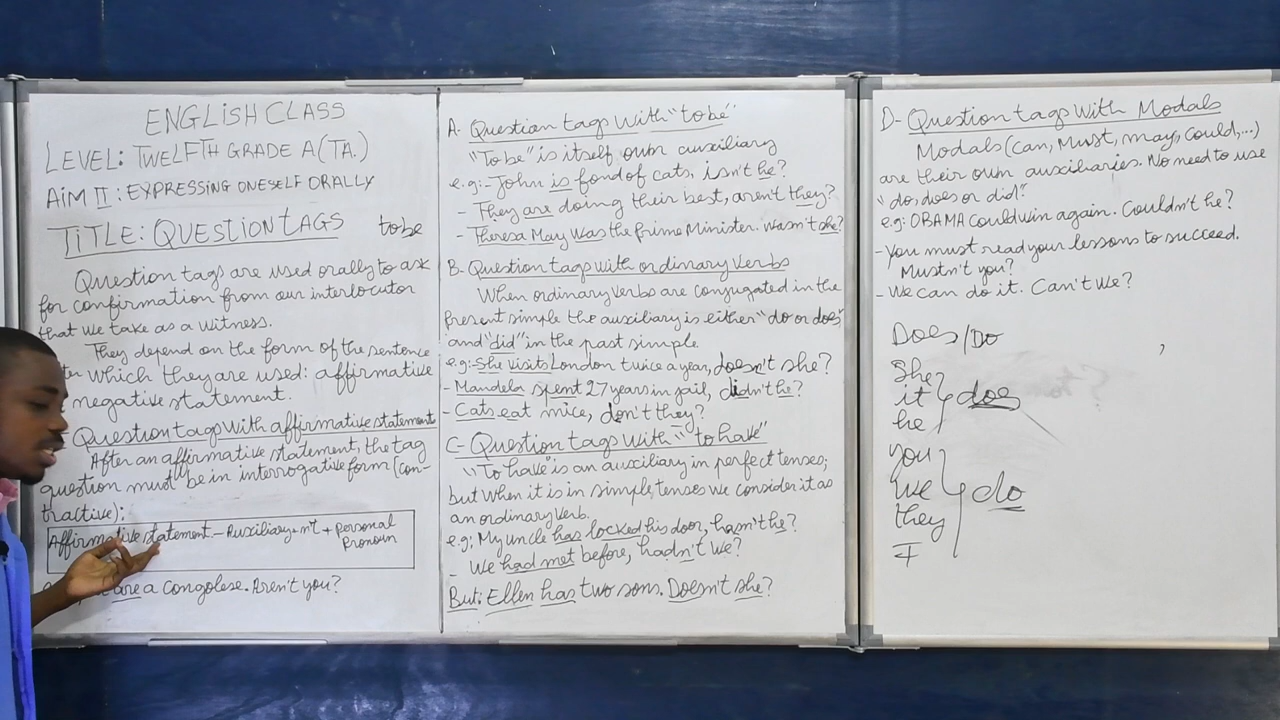 ENGLISH CLASS
LEVEL: TWELFTH GRADE A (TA.)
AIM II: EXPRESSING ONESELF ORALLY
TITLE: QUESTION TAGS
to be
Question tags are used orally to ask
for confirmation from our interlocutor
that we take as a witness.
They depend on the form of the sentence
which they are used: affirmative
negative statement.
Question tags with affirmative statement
After an affirmative statement, the tag
question must be in interrogative form (con-
tractive):
Affirmative statement - Auxiliary + n't + personal
pronoun
are a congolese. Aren't you?
A. Question tags with "to be"
"To be" is itself own auxiliary
e.g: - John is fond of cats, isn't he?
- They are doing their best, aren't they?
- Theresa May was the prime Minister. Wasn't she?
B. Question tags with ordinary verbs
When ordinary verbs are conjugated in the
present simple the auxiliary is either "do or does"
and "did" in the past simple
e.g: - She visits London twice a year, doesn't she?
- Mandela spent 27 years in jail, didn't he?
- Cats eat mice, don't they?
C- Question tags with "to have"
"To have" is an auxiliary in perfect tenses;
but when it is in simple tenses we consider it as
an ordinary verb.
e.g: My uncle has locked his door, hasn't he?
- We had met before, hadn't we?
But: Ellen has two sons. Doesn't she?
D- Question tags with Modals
Modals (can, must, may, could, ...)
are their own auxiliaries. No need to use
"do, does or did".
e.g: OBAMA could win again. Couldn't he?
- You must read your lessons to succeed.
Mustn't you?
- We can do it. Can't we?
Does/Do
She
it does
he
you
we do
they
I